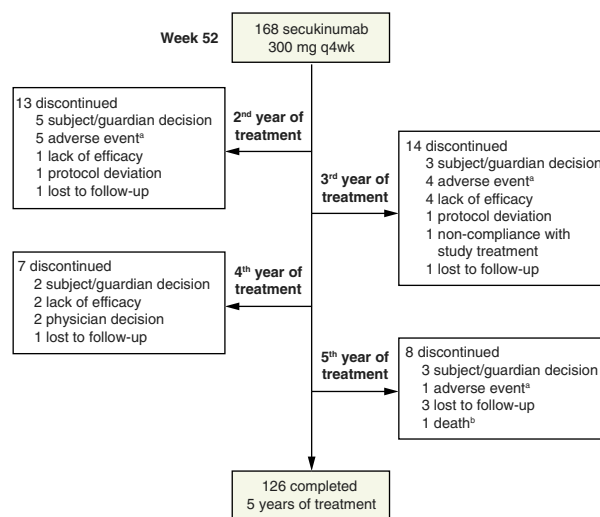 Week 52
168 secukinumab
300 mg q4wk
13 discontinued
5 subject/guardian decision
5 adverse eventᵃ
1 lack of efficacy
1 protocol deviation
1 lost to follow-up
2ⁿᵈ year of
treatment
14 discontinued
3 subject/guardian decision
4 adverse eventᵃ
4 lack of efficacy
1 protocol deviation
1 non-compliance with
study treatment
1 lost to follow-up
3ʳᵈ year of
treatment
7 discontinued
2 subject/guardian decision
2 lack of efficacy
2 physician decision
1 lost to follow-up
4ᵗʰ year of
treatment
8 discontinued
3 subject/guardian decision
1 adverse eventᵃ
3 lost to follow-up
1 deathᵇ
5ᵗʰ year of
treatment
126 completed
5 years of treatment